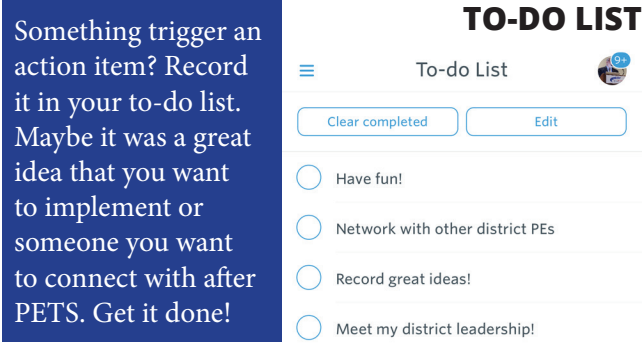 Something trigger an
action item? Record
it in your to-do list.
Maybe it was a great
idea that you want
to implement or
someone you want
to connect with after
PETS. Get it done!
TO-DO LIST
To-do List
9+
Clear completed
Edit
Have fun!
Network with other district PEs
Record great ideas!
Meet my district leadership!